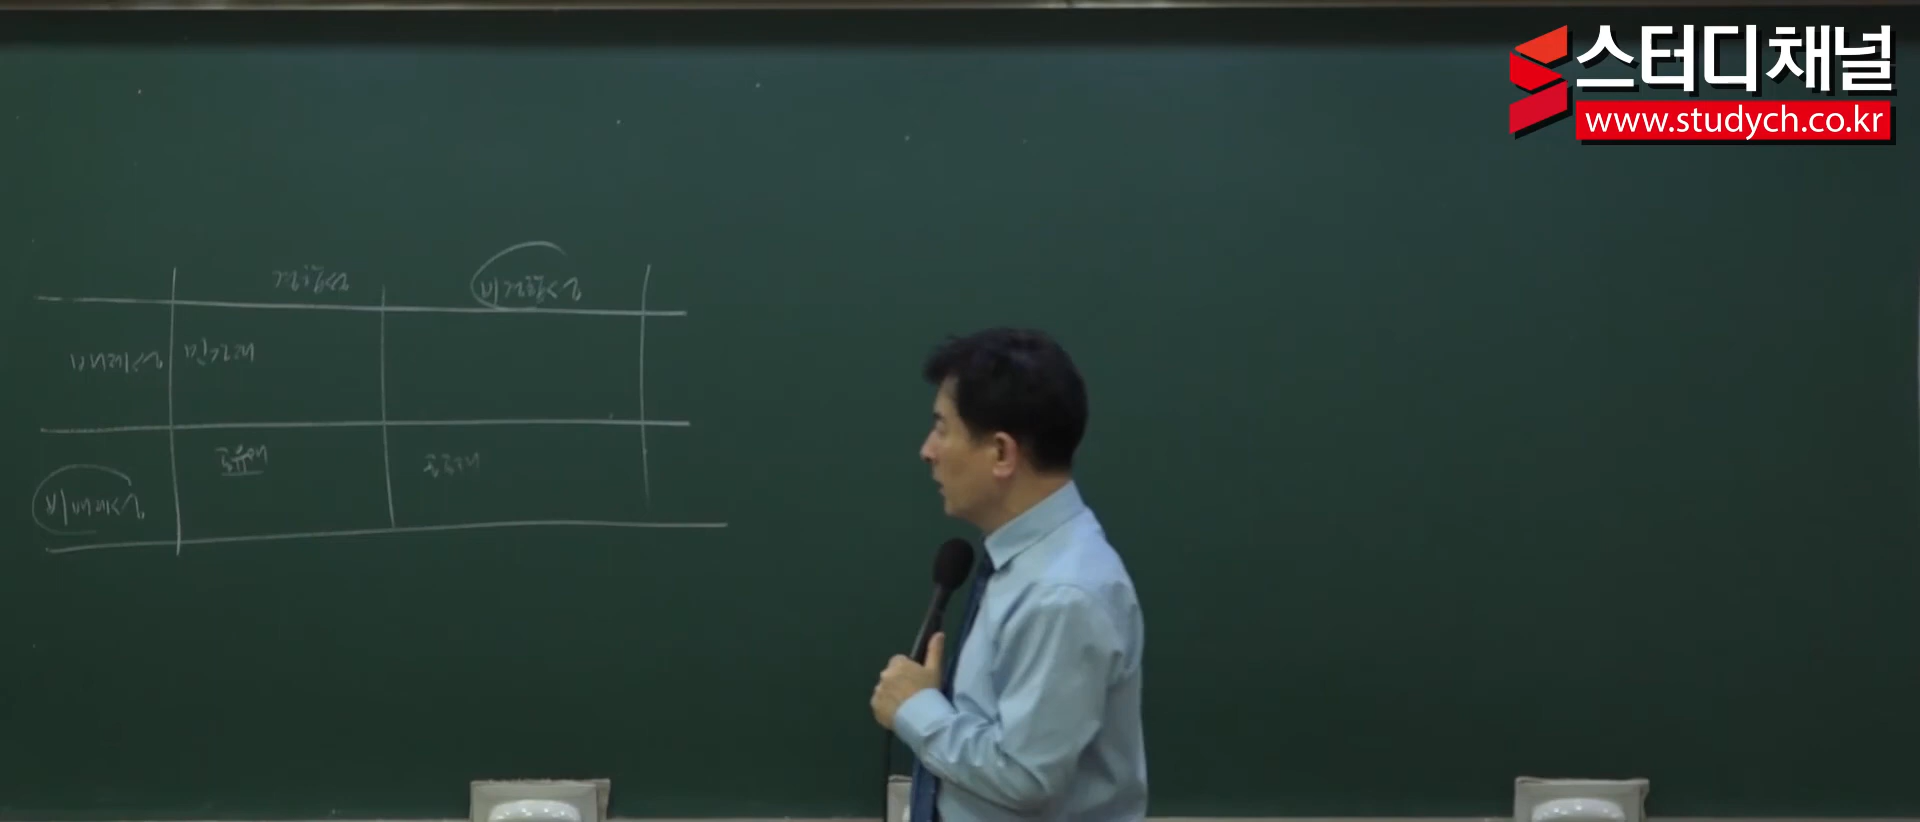 스터디채널
www.studych.co.kr
경합성
비경합성
배제성
민간재
비배제성
공유재
공공재